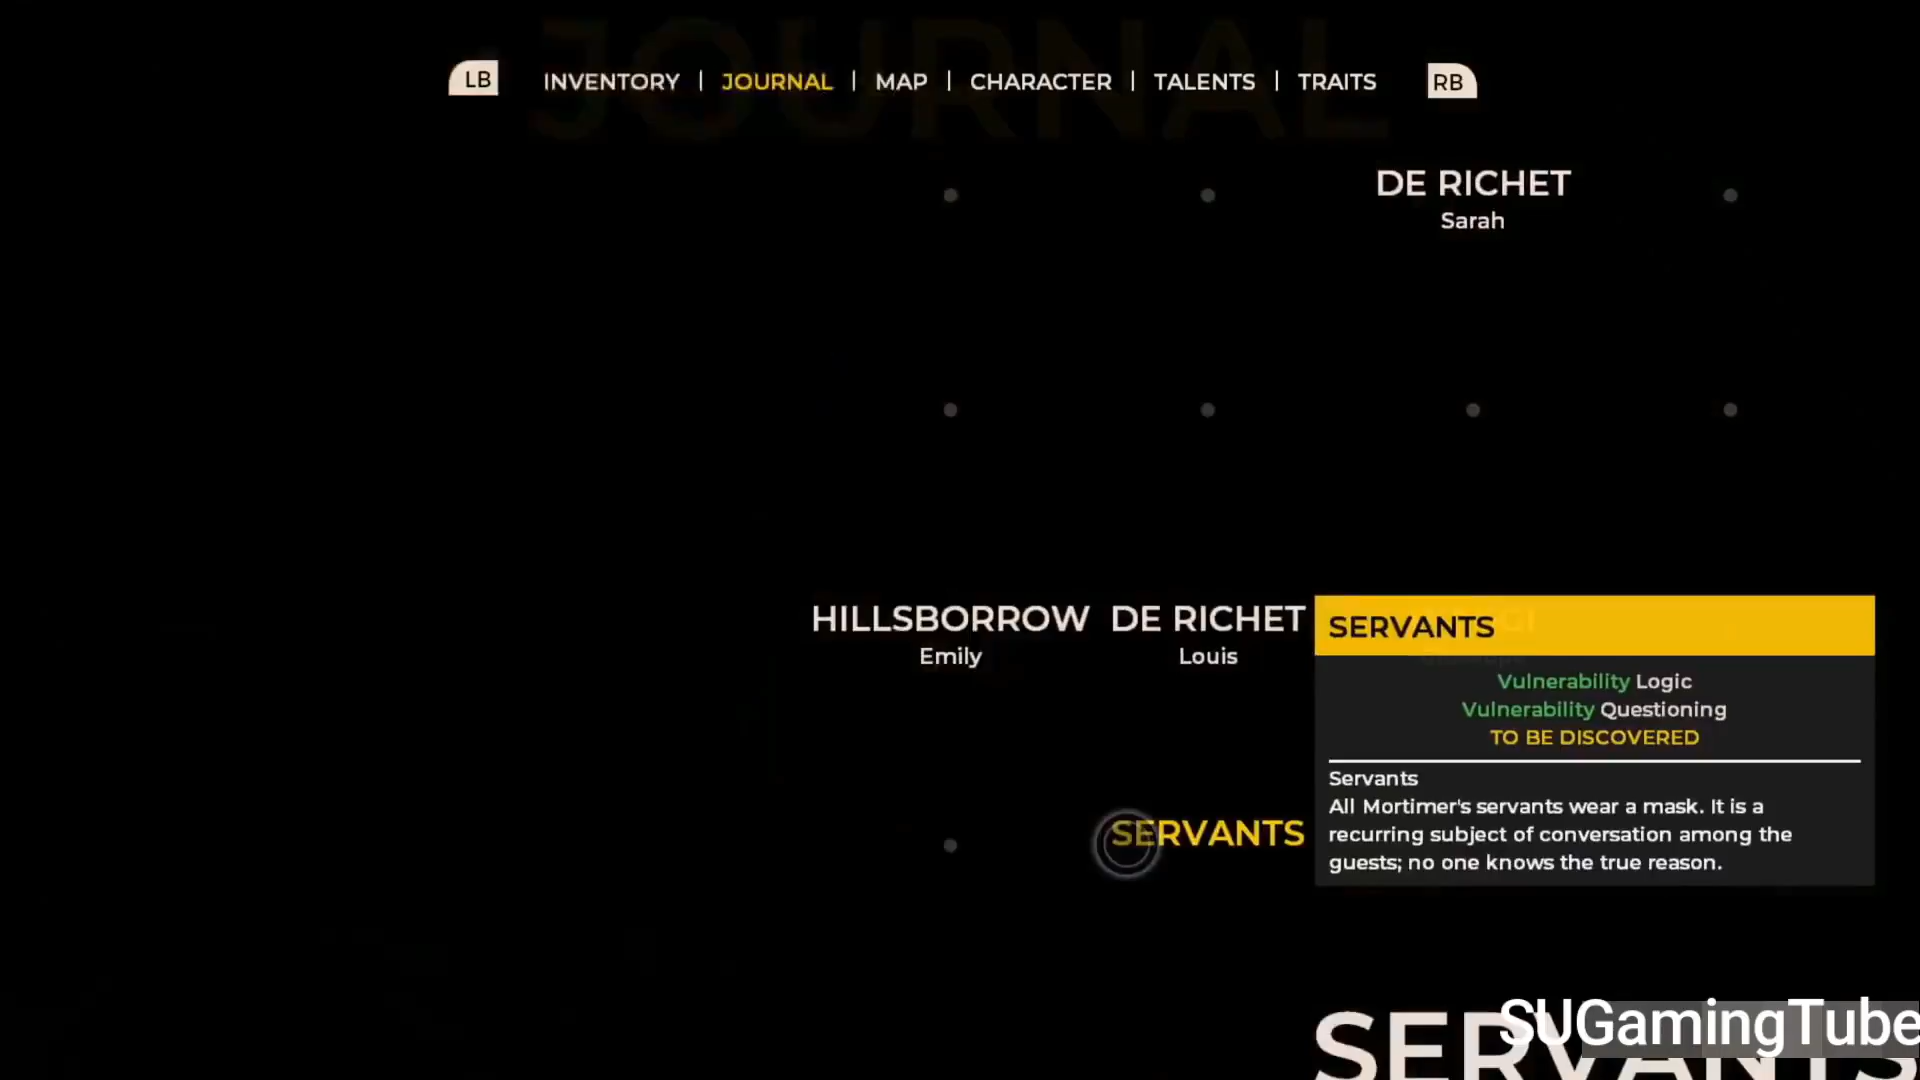 JOURNAL
LB INVENTORY | JOURNAL | MAP | CHARACTER | TALENTS | TRAITS RB
DE RICHET
Sarah
HILLSBORROW
Emily
DE RICHET
Louis
SERVANTS
Vulnerability Logic
Vulnerability Questioning
TO BE DISCOVERED
Servants
All Mortimer's servants wear a mask. It is a
recurring subject of conversation among the
guests; no one knows the true reason.
SERVANTS
SUGamingTube
SERVANTS